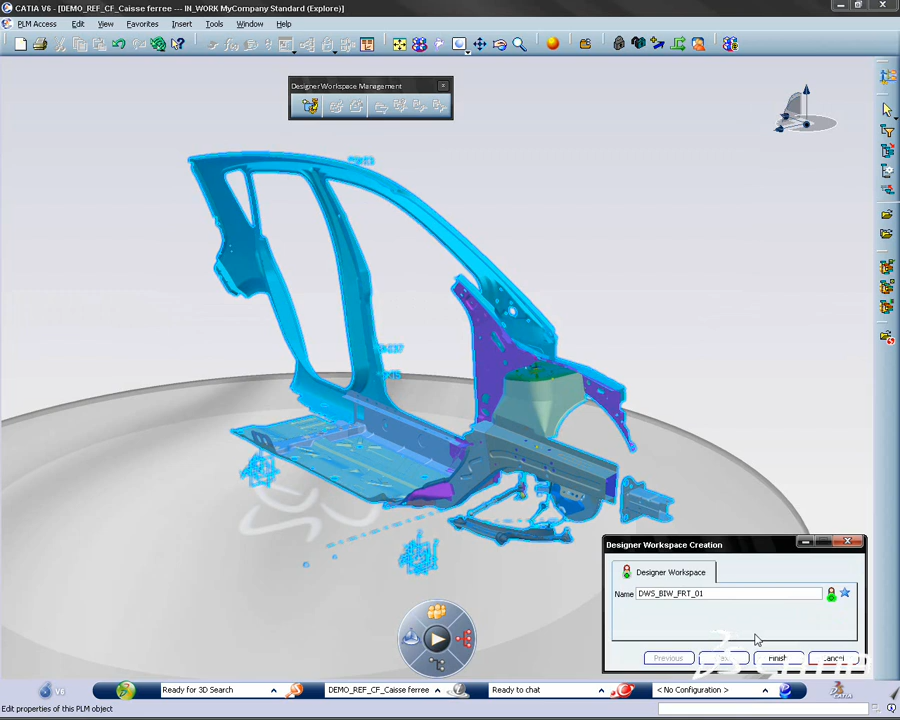 CATIA V6 - [DEMO_REF_CF_Caisse ferree --- IN_WORK MyCompany Standard (Explore)]
PLM Access Edit View Favorites Insert Tools Window Help
Designer Workspace Management
Designer Workspace Creation
Designer Workspace
Name DWS_BIW_FRT_01
Previous Finish Cancel
V6 Ready for 3D Search DEMO_REF_CF_Caisse ferree Ready to chat < No Configuration >
Edit properties of this PLM object